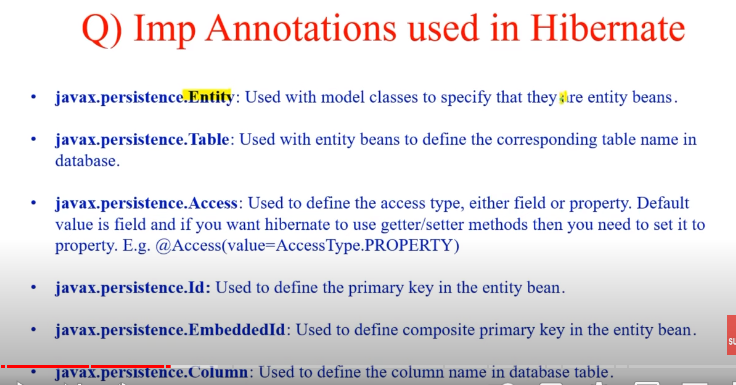 Q) Imp Annotations used in Hibernate
• javax.persistence.Entity: Used with model classes to specify that they are entity beans.
• javax.persistence.Table: Used with entity beans to define the corresponding table name in
database.
• javax.persistence.Access: Used to define the access type, either field or property. Default
value is field and if you want hibernate to use getter/setter methods then you need to set it to
property. E.g. @Access(value=AccessType.PROPERTY)
• javax.persistence.Id: Used to define the primary key in the entity bean.
• javax.persistence.EmbeddedId: Used to define composite primary key in the entity bean.
SU
• javax.persistence.Column: Used to define the column name in database table.